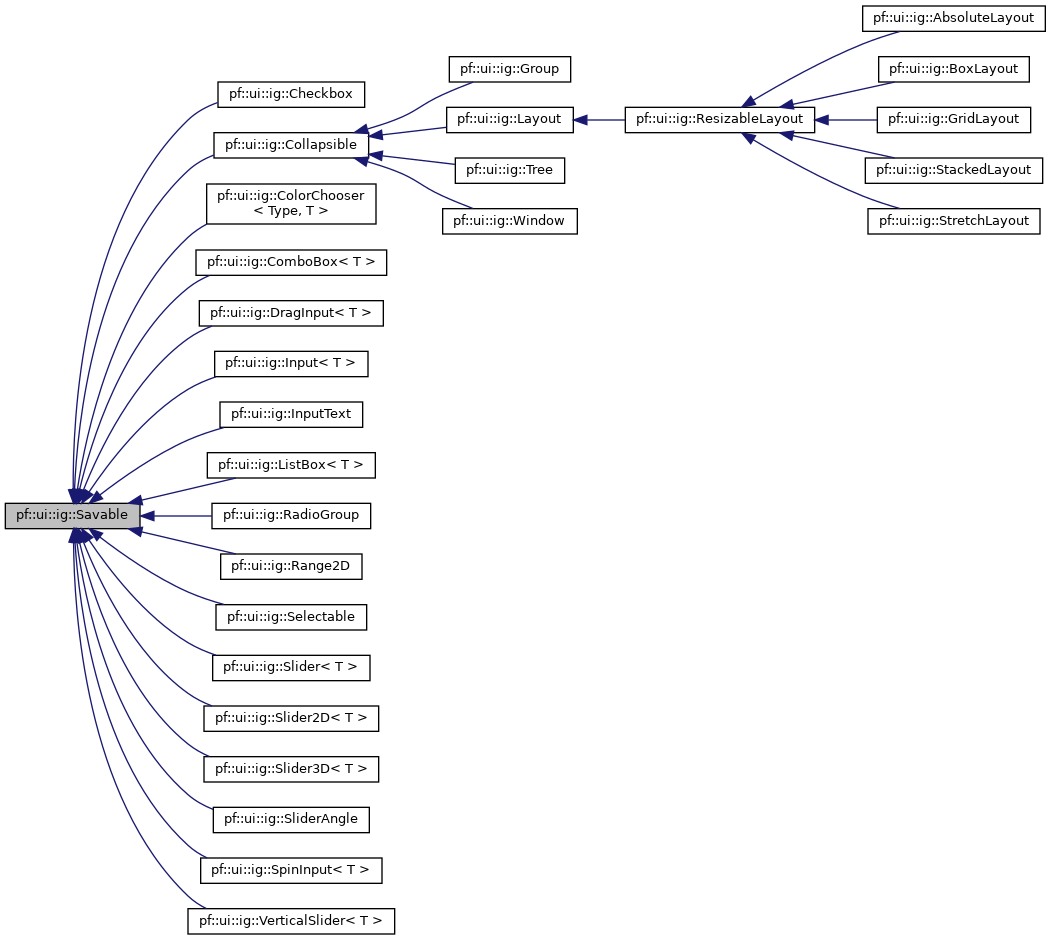 pf::ui::ig::AbsoluteLayout
pf::ui::ig::Group
pf::ui::ig::BoxLayout
pf::ui::ig::Checkbox
pf::ui::ig::Layout
pf::ui::ig::ResizableLayout
pf::ui::ig::GridLayout
pf::ui::ig::Collapsible
pf::ui::ig::Tree
pf::ui::ig::StackedLayout
pf::ui::ig::ColorChooser
< Type, T >
pf::ui::ig::Window
pf::ui::ig::StretchLayout
pf::ui::ig::ComboBox< T >
pf::ui::ig::DragInput< T >
pf::ui::ig::Input< T >
pf::ui::ig::InputText
pf::ui::ig::ListBox< T >
pf::ui::ig::Savable
pf::ui::ig::RadioGroup
pf::ui::ig::Range2D
pf::ui::ig::Selectable
pf::ui::ig::Slider< T >
pf::ui::ig::Slider2D< T >
pf::ui::ig::Slider3D< T >
pf::ui::ig::SliderAngle
pf::ui::ig::SpinInput< T >
pf::ui::ig::VerticalSlider< T >